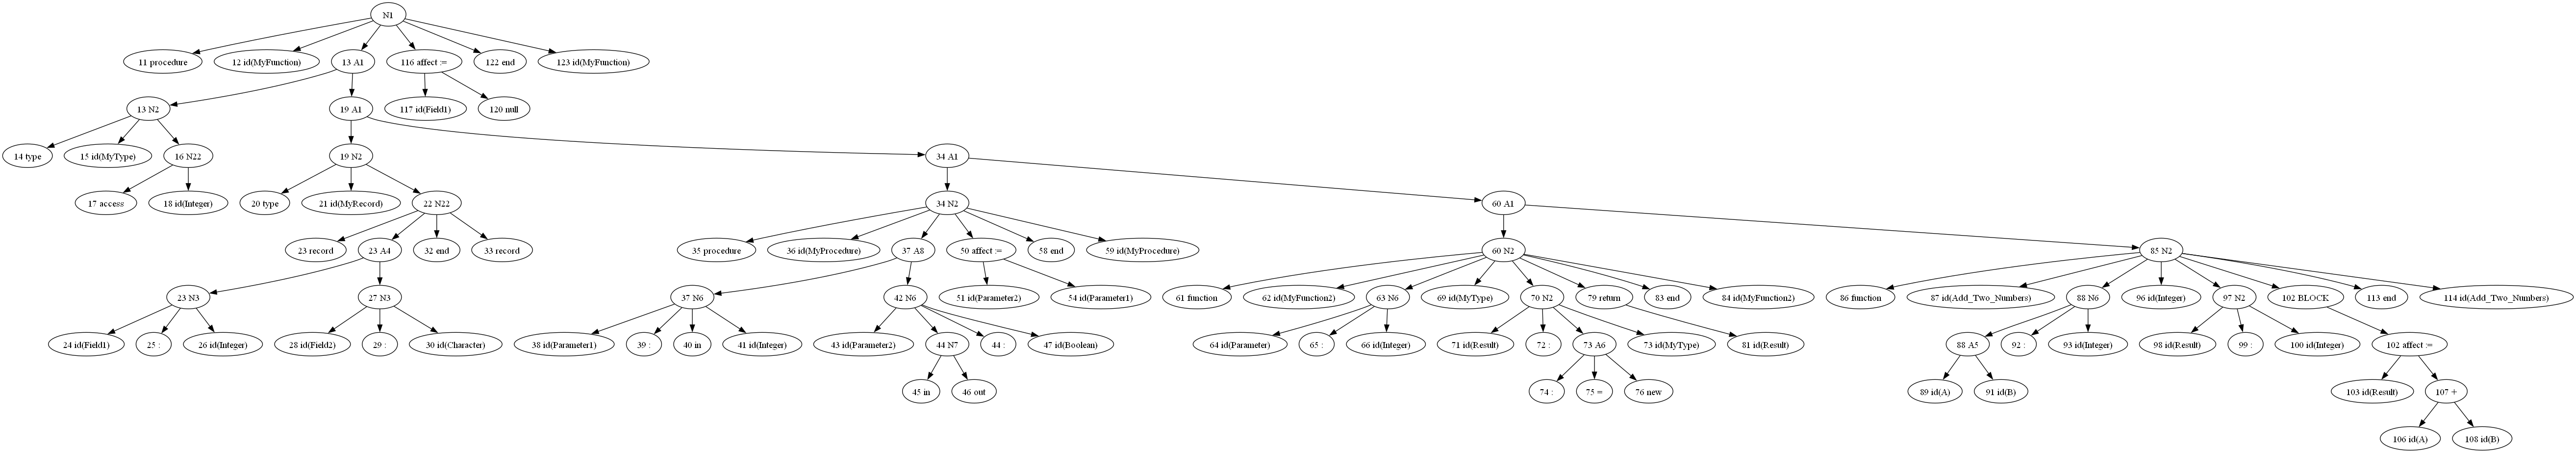 N1
11 procedure
12 id(MyFunction)
13 A1
116 affect :=
122 end
123 id(MyFunction)
13 N2
19 A1
117 id(Field1)
120 null
14 type
15 id(MyType)
16 N22
19 N2
34 A1
17 access
18 id(Integer)
20 type
21 id(MyRecord)
22 N22
34 N2
60 A1
23 record
23 A4
32 end
33 record
35 procedure
36 id(MyProcedure)
37 A8
50 affect :=
58 end
59 id(MyProcedure)
60 N2
85 N2
23 N3
27 N3
37 N6
42 N6
51 id(Parameter2)
54 id(Parameter1)
61 function
62 id(MyFunction2)
63 N6
69 id(MyType)
70 N2
79 return
83 end
84 id(MyFunction2)
86 function
87 id(Add_Two_Numbers)
88 N6
96 id(Integer)
97 N2
102 BLOCK
113 end
114 id(Add_Two_Numbers)
24 id(Field1)
25 :
26 id(Integer)
28 id(Field2)
29 :
30 id(Character)
38 id(Parameter1)
39 :
40 in
41 id(Integer)
43 id(Parameter2)
44 N7
44 :
47 id(Boolean)
64 id(Parameter)
65 :
66 id(Integer)
71 id(Result)
72 :
73 A6
73 id(MyType)
81 id(Result)
88 A5
92 :
93 id(Integer)
98 id(Result)
99 :
100 id(Integer)
102 affect :=
45 in
46 out
74 :
75 =
76 new
89 id(A)
91 id(B)
103 id(Result)
107 +
106 id(A)
108 id(B)